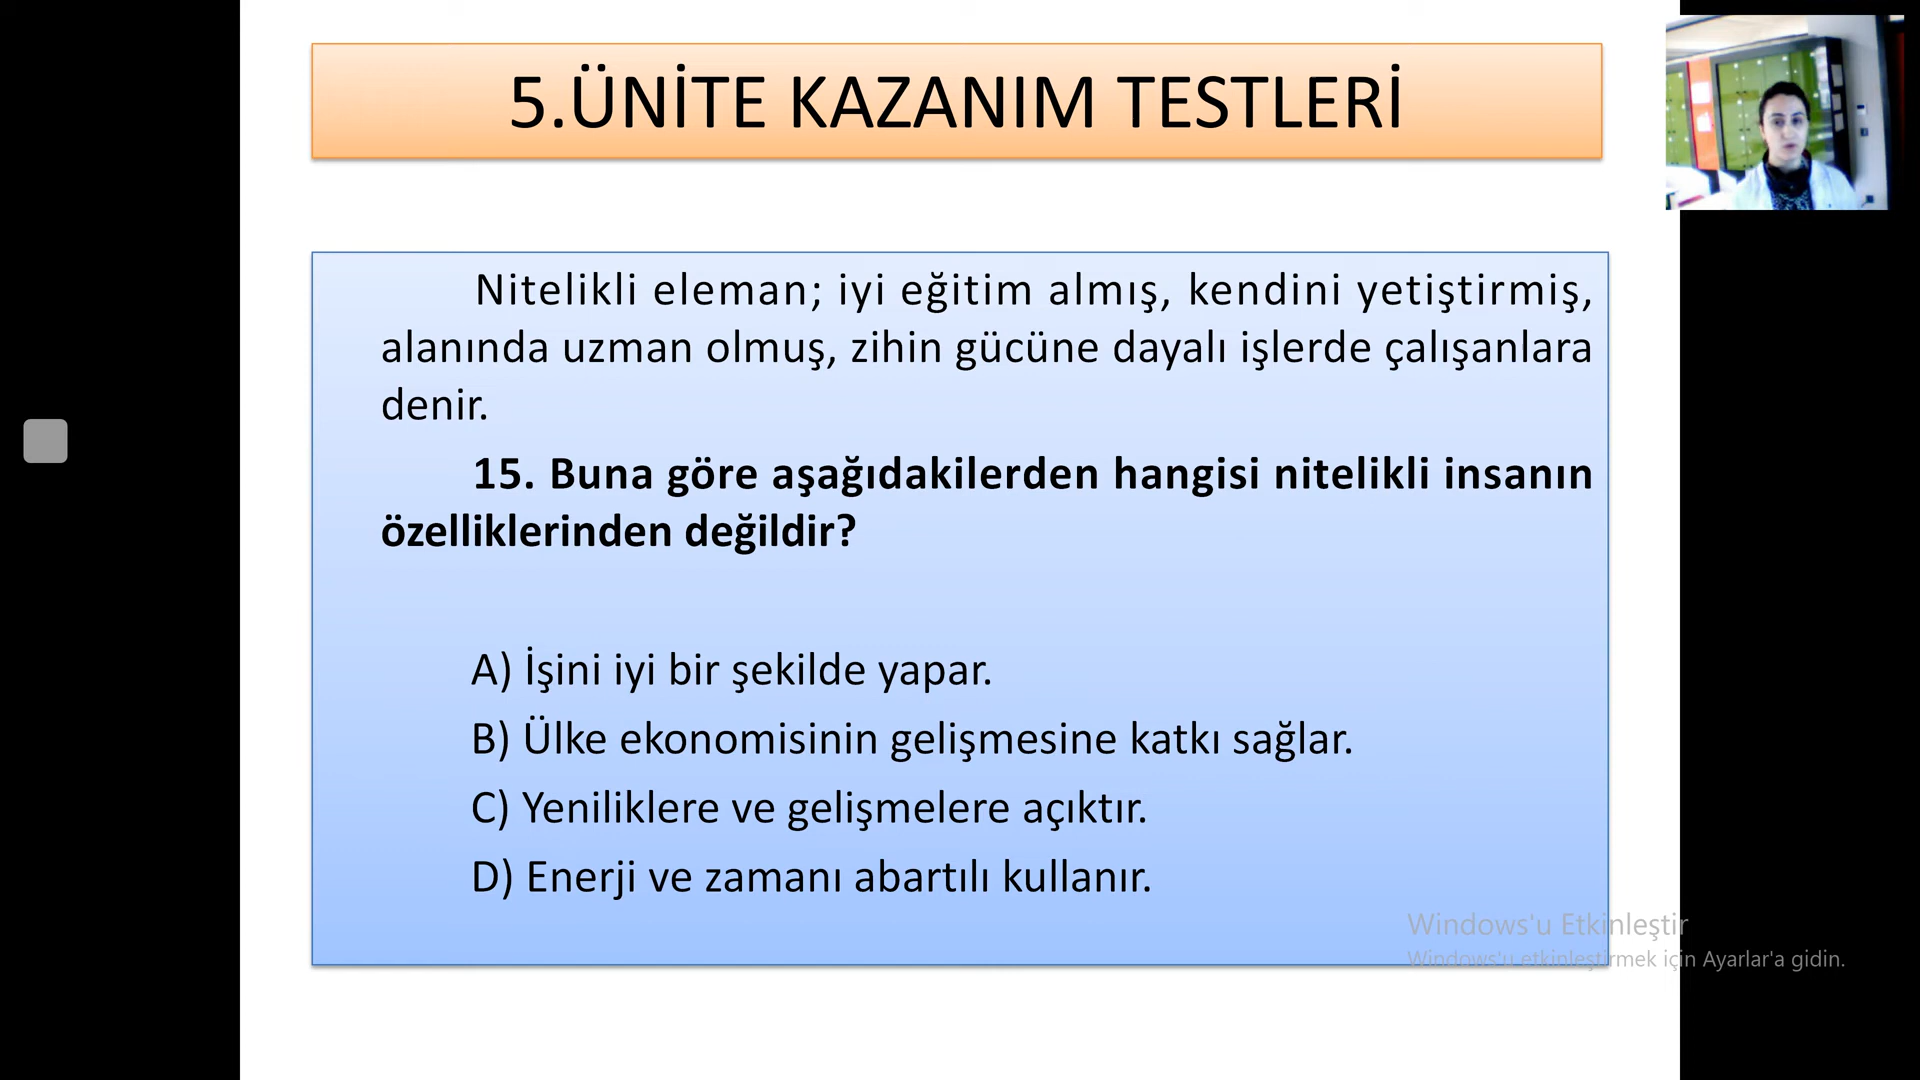 5.ÜNİTE KAZANIM TESTLERİ
Nitelikli eleman; iyi eğitim almış, kendini yetiştirmiş,
alanında uzman olmuş, zihin gücüne dayalı işlerde çalışanlara
denir.
15. Buna göre aşağıdakilerden hangisi nitelikli insanın
özelliklerinden değildir?
A) İşini iyi bir şekilde yapar.
B) Ülke ekonomisinin gelişmesine katkı sağlar.
C) Yeniliklere ve gelişmelere açıktır.
D) Enerji ve zamanı abartılı kullanır.
Windows'u Etkinleştir
Windows'u etkinleştirmek için Ayarlar'a gidin.